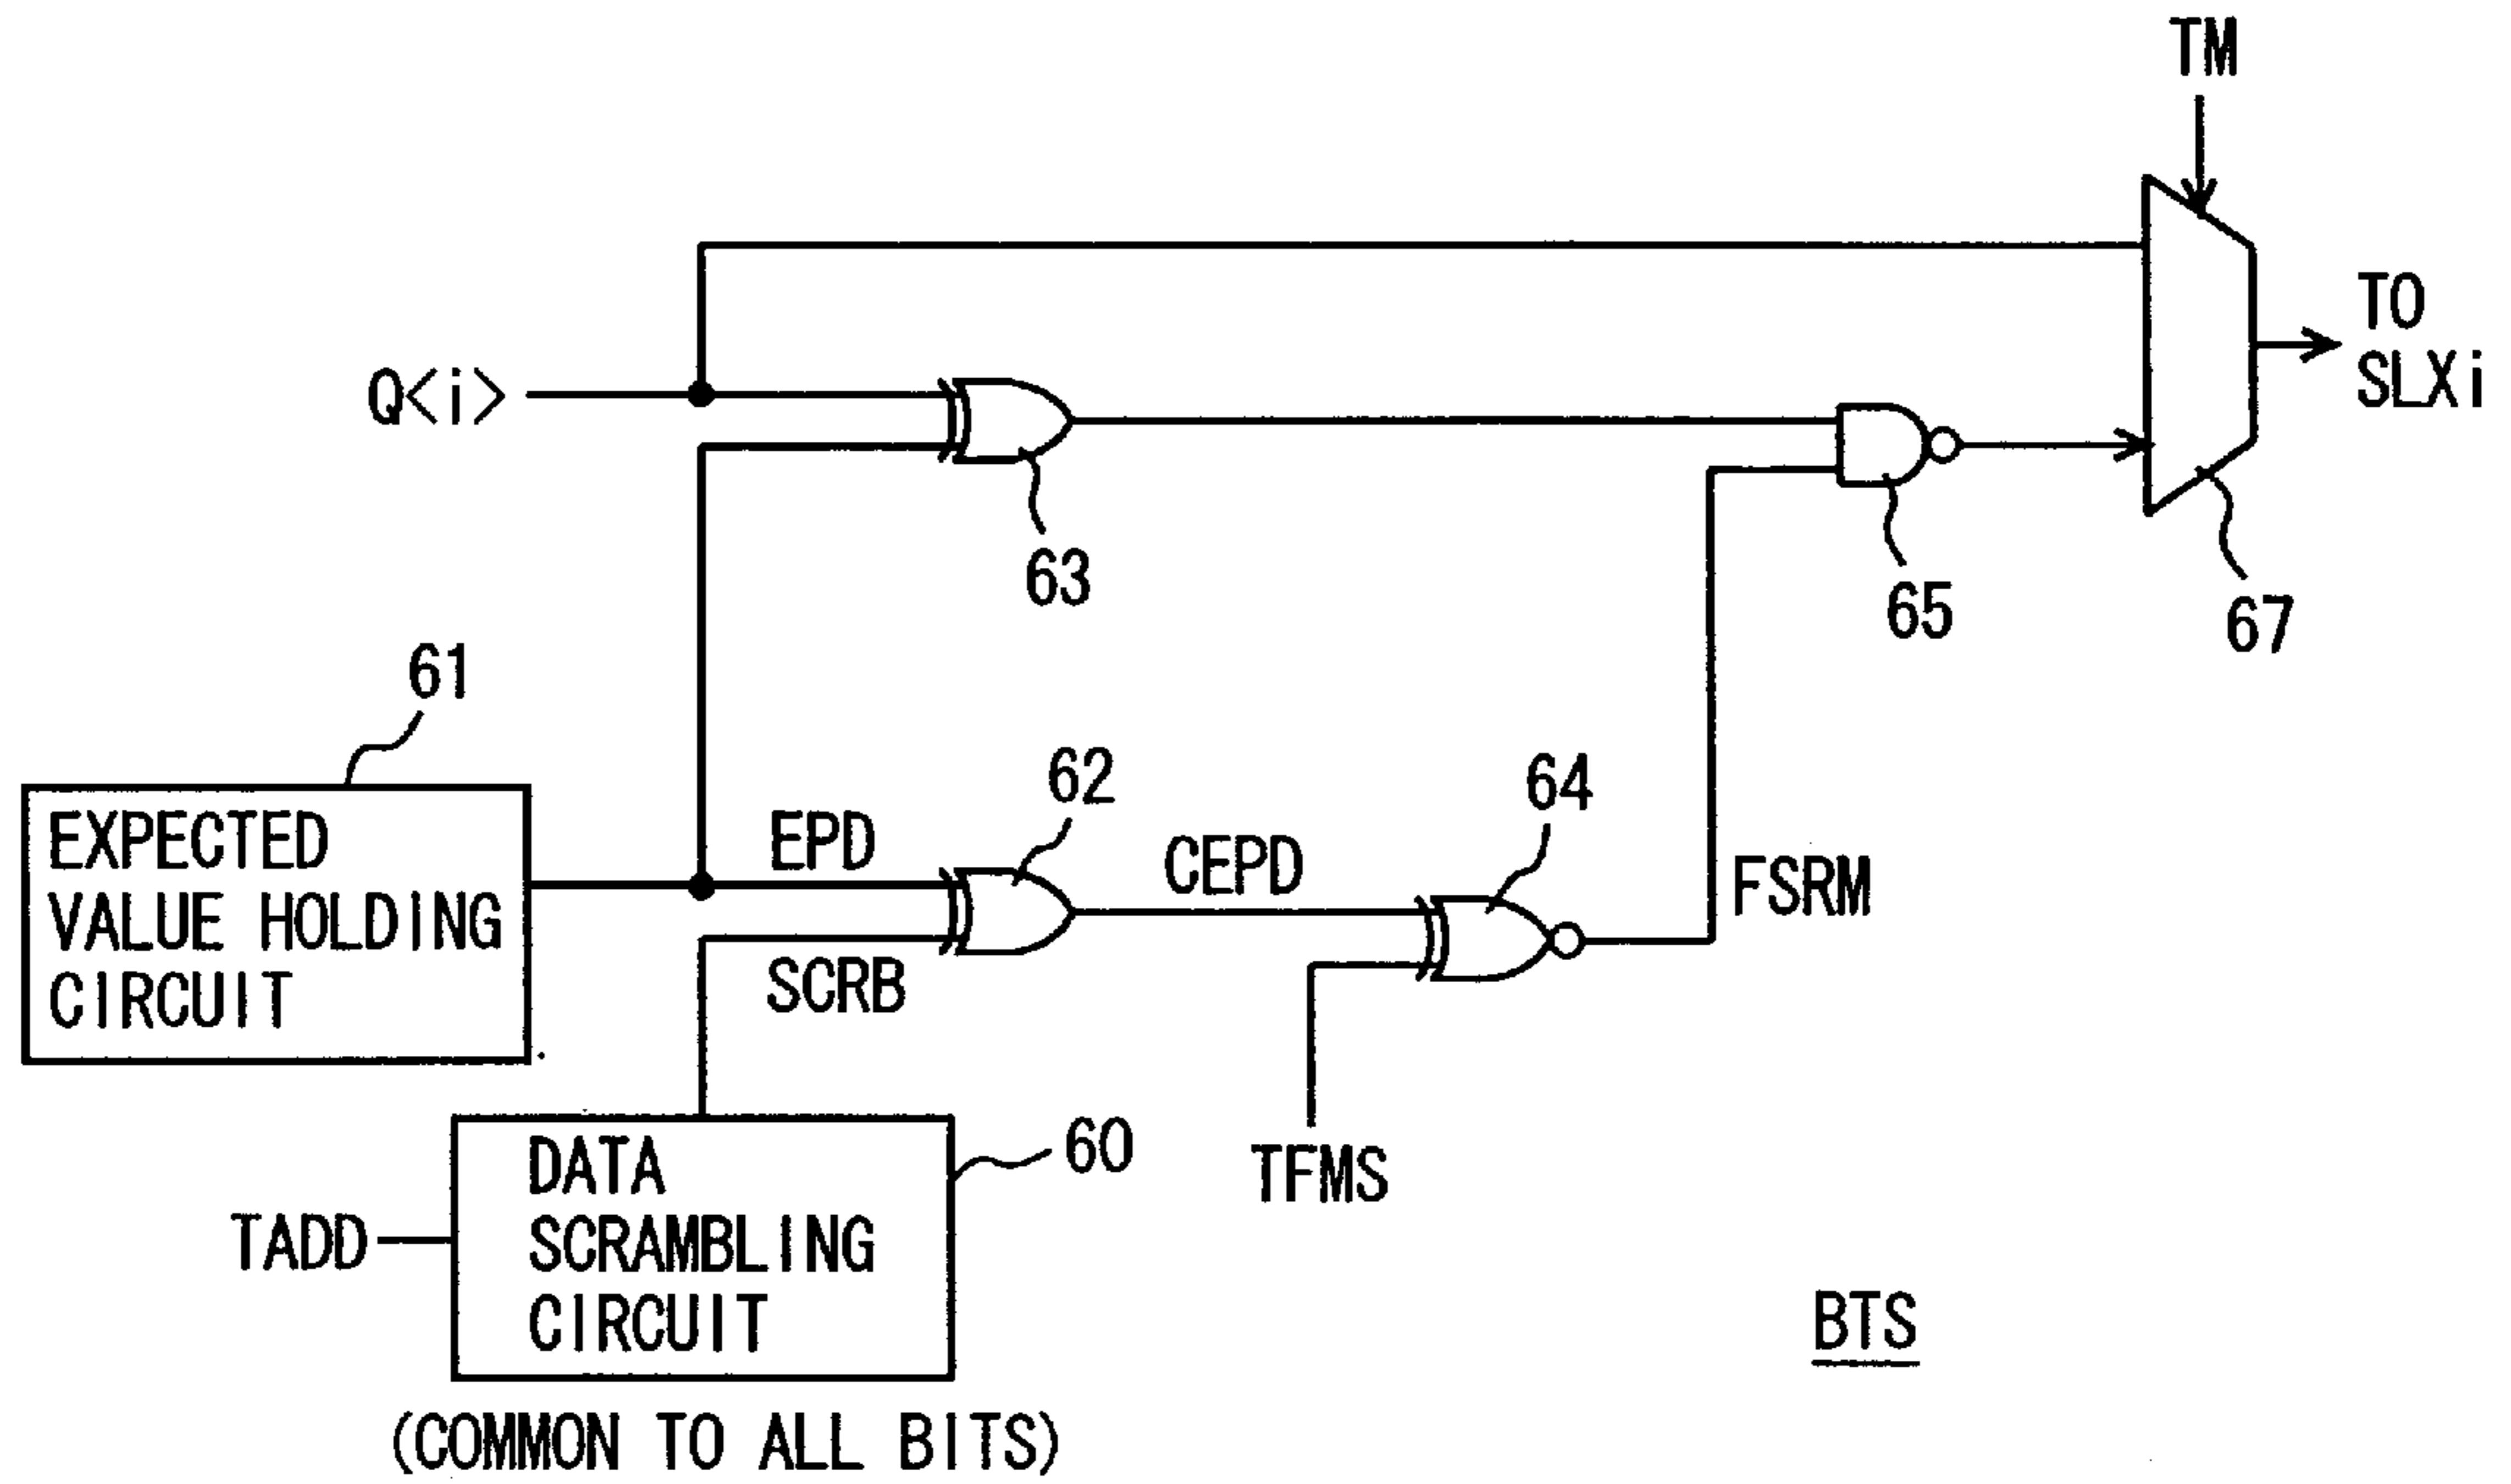 TM
TO
SLXi
Q<i>
63
65
67
61
EXPECTED
VALUE HOLDING
CIRCUIT
EPD
62
CEPD
64
FSRM
SCRB
TFMS
60
DATA
SCRAMBLING
CIRCUIT
TADD
BTS
(COMMON TO ALL BITS)